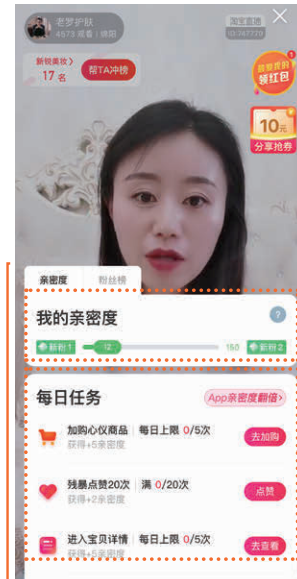 老罗护肤
淘宝直播
4673 观看 | 绵阳
ID:247779
新锐美妆>
17 名
帮TA冲榜
领红包
10元
分享抢券
亲密度
粉丝榜
我的亲密度
?
新粉1
12
150
新粉2
每日任务
App亲密度翻倍>
加购心仪商品 | 每日上限 0/5次
获得+5亲密度
去加购
残暴点赞20次 | 满 0/20次
获得+2亲密度
点赞
进入宝贝详情 | 每日上限 0/5次
获得+5亲密度
去查看